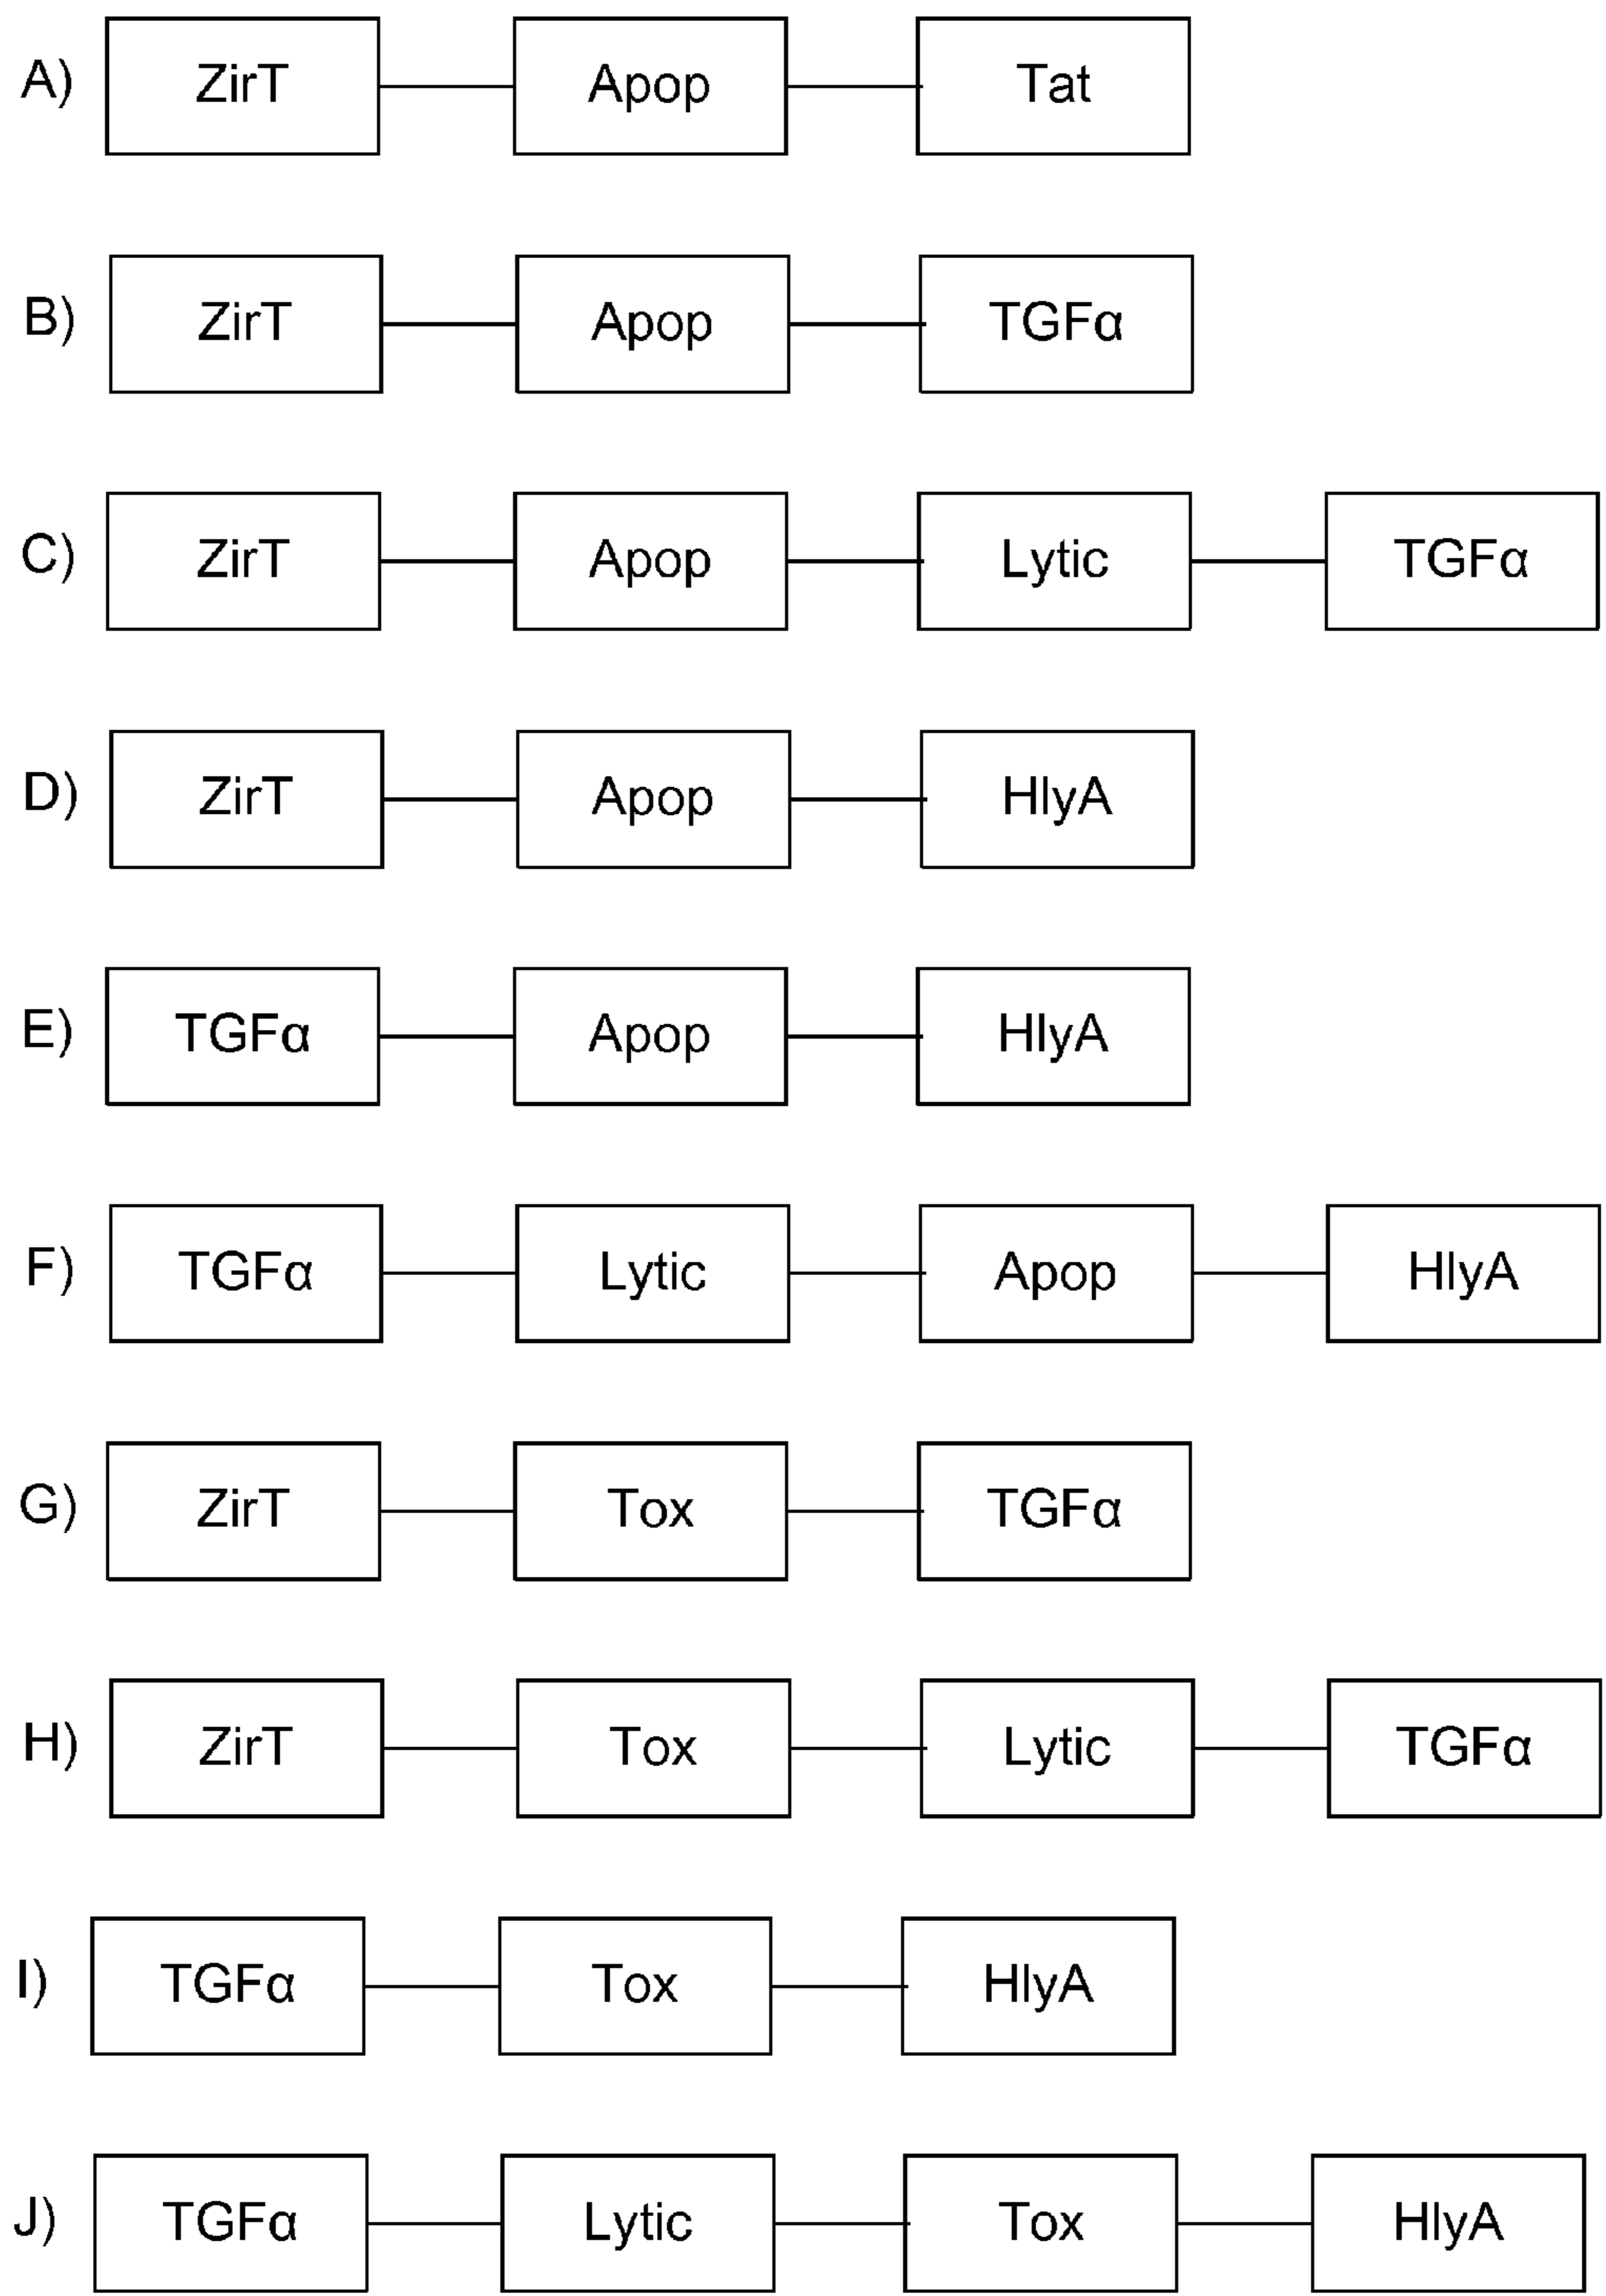 A) ZirT Apop Tat
B) ZirT Apop TGFα
C) ZirT Apop Lytic TGFα
D) ZirT Apop HlyA
E) TGFα Apop HlyA
F) TGFα Lytic Apop HlyA
G) ZirT Tox TGFα
H) ZirT Tox Lytic TGFα
I) TGFα Tox HlyA
J) TGFα Lytic Tox HlyA